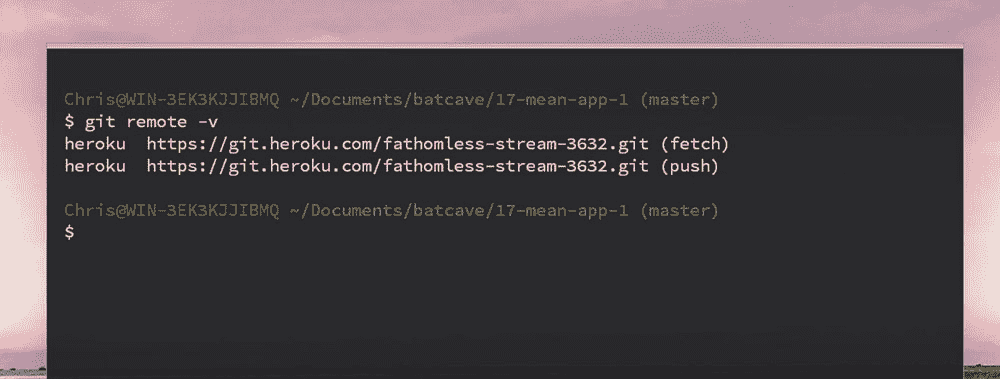 Chris@WIN-3EK3KJJI8MQ ~/Documents/batcave/17-mean-app-1 (master)
$ git remote -v
heroku  https://git.heroku.com/fathomless-stream-3632.git (fetch)
heroku  https://git.heroku.com/fathomless-stream-3632.git (push)
Chris@WIN-3EK3KJJI8MQ ~/Documents/batcave/17-mean-app-1 (master)
$